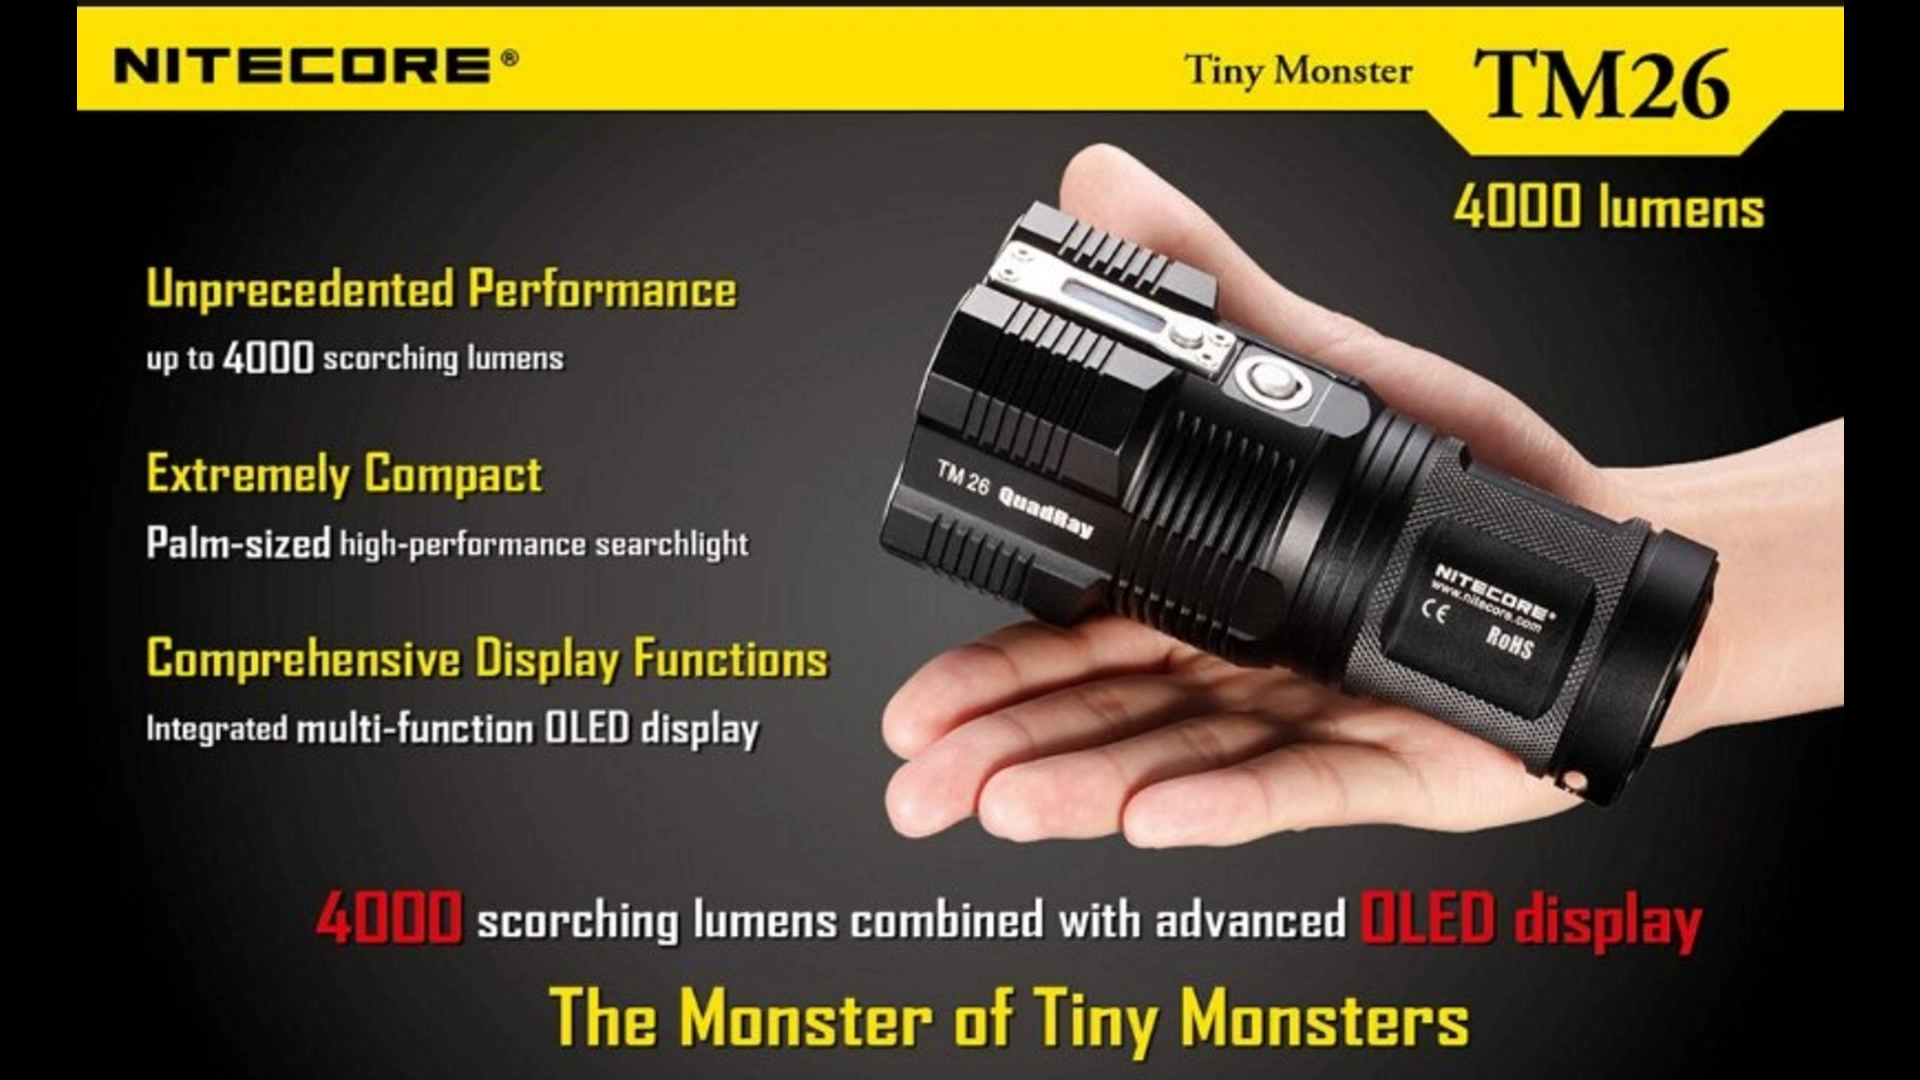 NITECORE®
Tiny Monster TM26
4000 lumens
Unprecedented Performance
up to 4000 scorching lumens
Extremely Compact
Palm-sized high-performance searchlight
Comprehensive Display Functions
Integrated multi-function OLED display
TM 26 QuadRay
NITECORE®
www.nitecore.com
CE RoHS
4000 scorching lumens combined with advanced OLED display
The Monster of Tiny Monsters